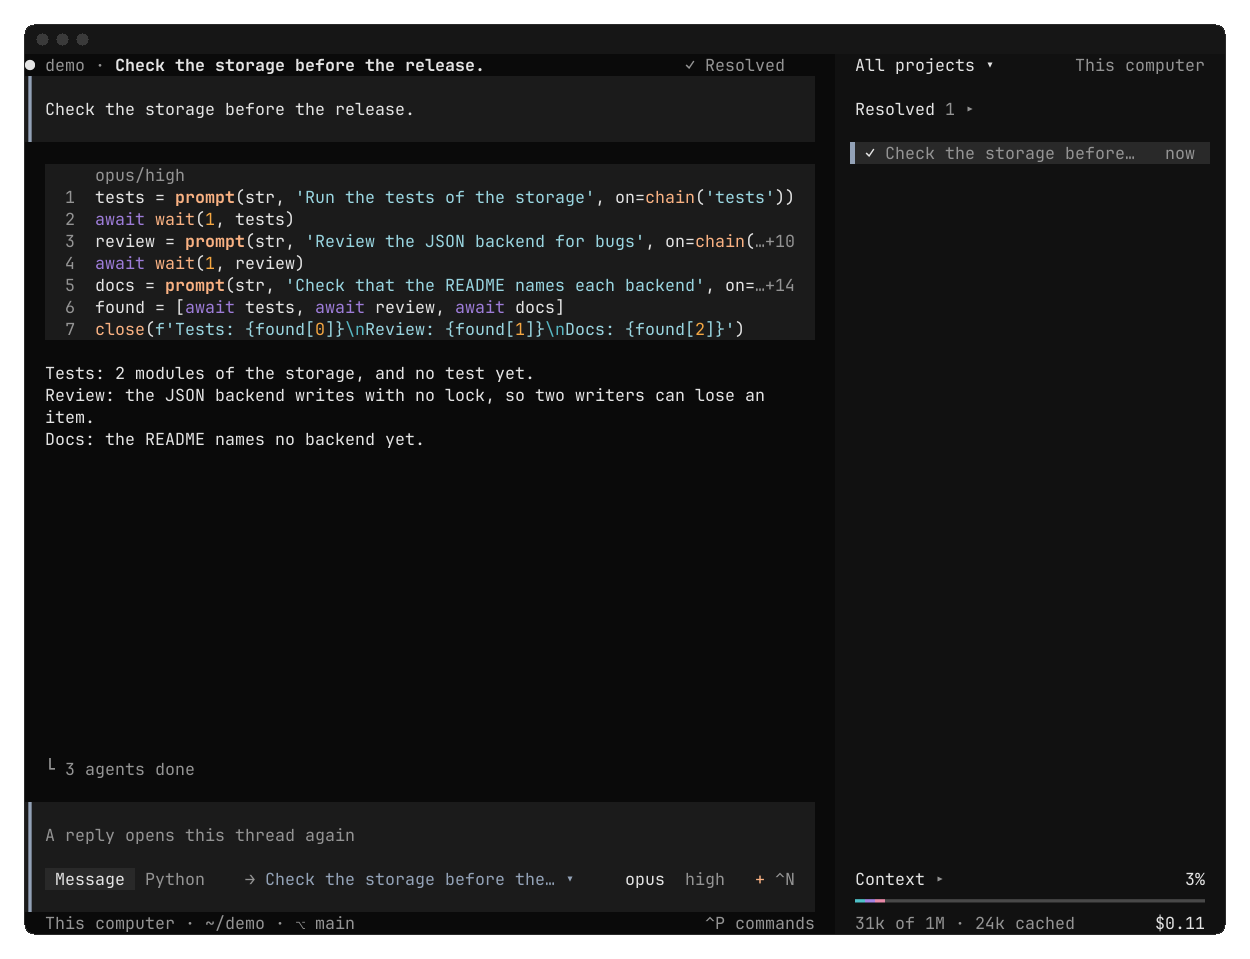 demo · Check the storage before the release. ✓ Resolved
Check the storage before the release.
opus/high
1 tests = prompt(str, 'Run the tests of the storage', on=chain('tests'))
2 await wait(1, tests)
3 review = prompt(str, 'Review the JSON backend for bugs', on=chain(…+10
4 await wait(1, review)
5 docs = prompt(str, 'Check that the README names each backend', on=…+14
6 found = [await tests, await review, await docs]
7 close(f'Tests: {found[0]}\nReview: {found[1]}\nDocs: {found[2]}')
Tests: 2 modules of the storage, and no test yet.
Review: the JSON backend writes with no lock, so two writers can lose an
item.
Docs: the README names no backend yet.
└ 3 agents done
A reply opens this thread again
Message Python → Check the storage before the… ▾ opus high + ^N
This computer · ~/demo · ⌥ main ^P commands
All projects ▾ This computer
Resolved 1 ▸
✓ Check the storage before… now
Context ▸ 3%
31k of 1M · 24k cached $0.11